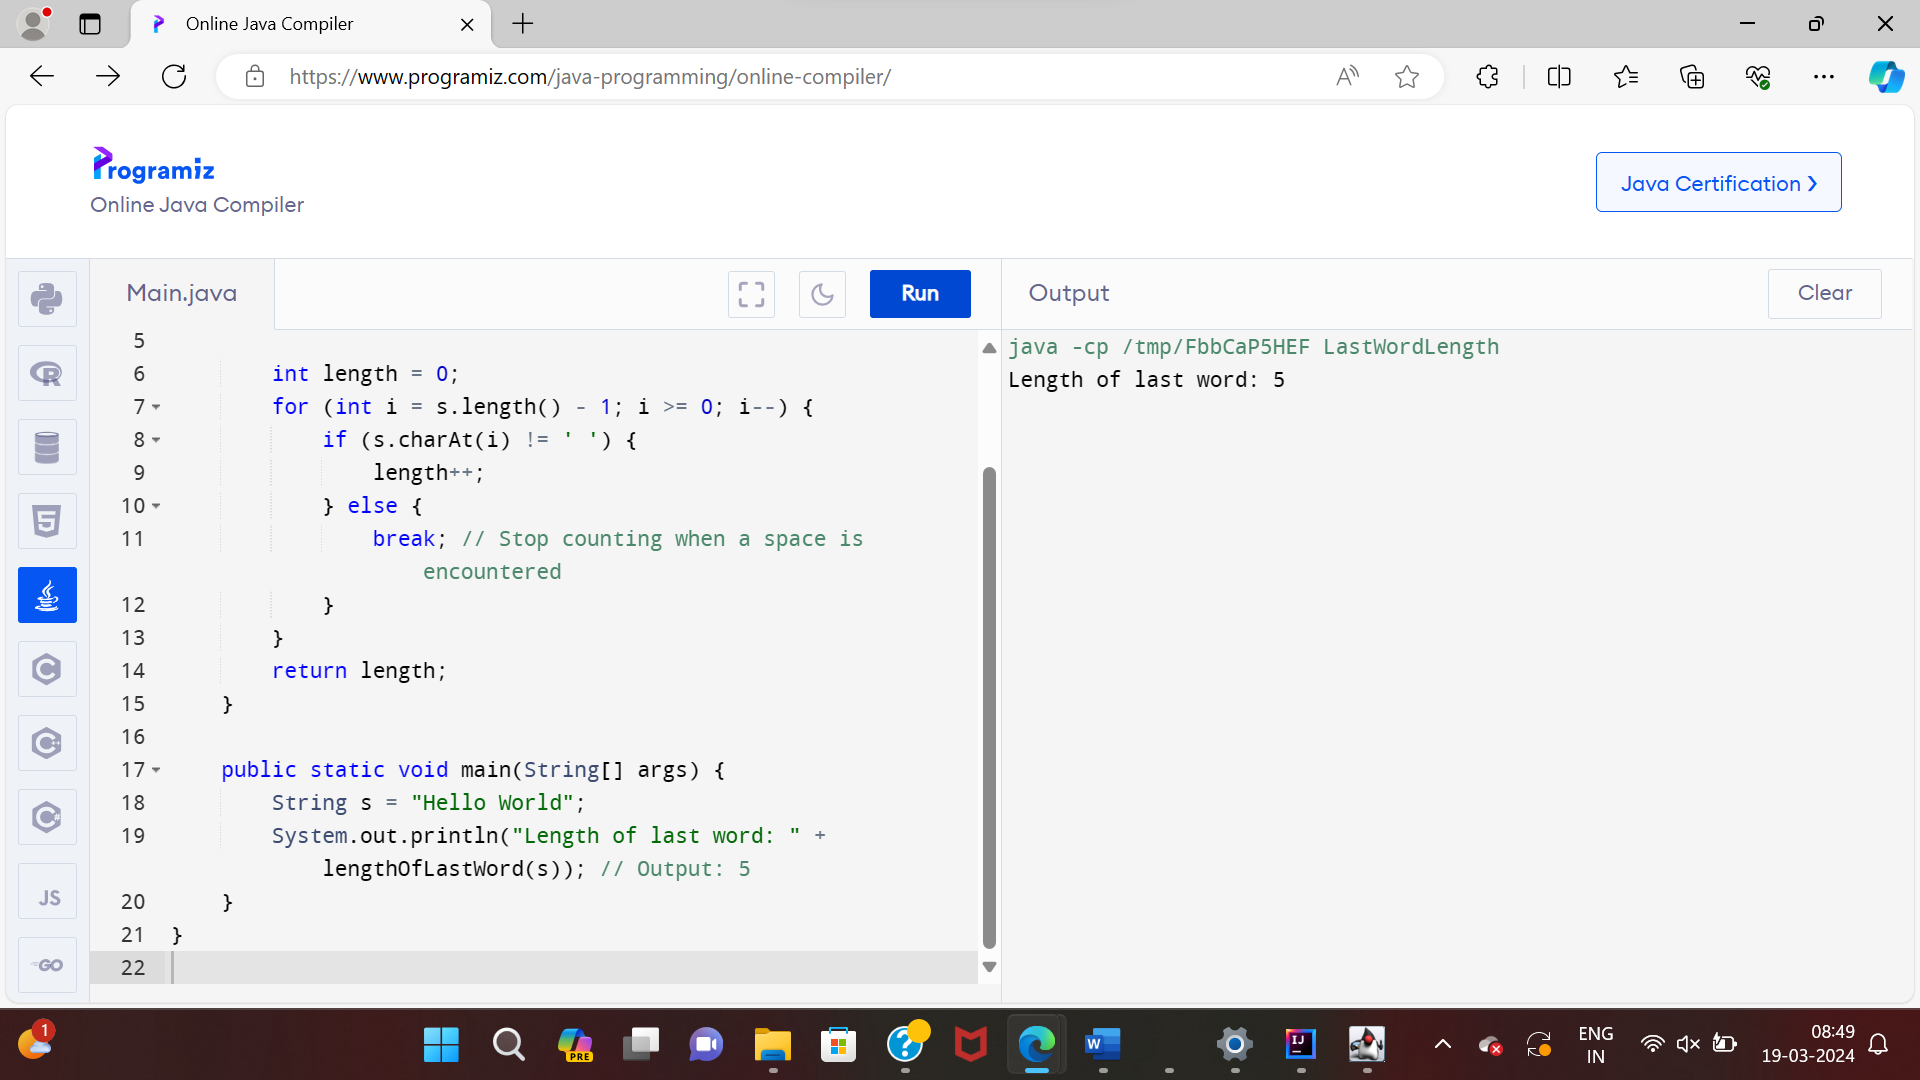 Online Java Compiler
https://www.programiz.com/java-programming/online-compiler/
Programiz
Online Java Compiler
Java Certification ❯
Main.java
Run
Output
Clear
5
6 int length = 0;
7 for (int i = s.length() - 1; i >= 0; i--) {
8 if (s.charAt(i) != ' ') {
9 length++;
10 } else {
11 break; // Stop counting when a space is
encountered
12 }
13 }
14 return length;
15 }
16
17 public static void main(String[] args) {
18 String s = "Hello World";
19 System.out.println("Length of last word: " +
lengthOfLastWord(s)); // Output: 5
20 }
21 }
22
java -cp /tmp/FbbCaP5HEF LastWordLength
Length of last word: 5
R
5
C
C++
C#
JS
GO
1
PRE
W
IJ
ENG
IN
08:49
19-03-2024